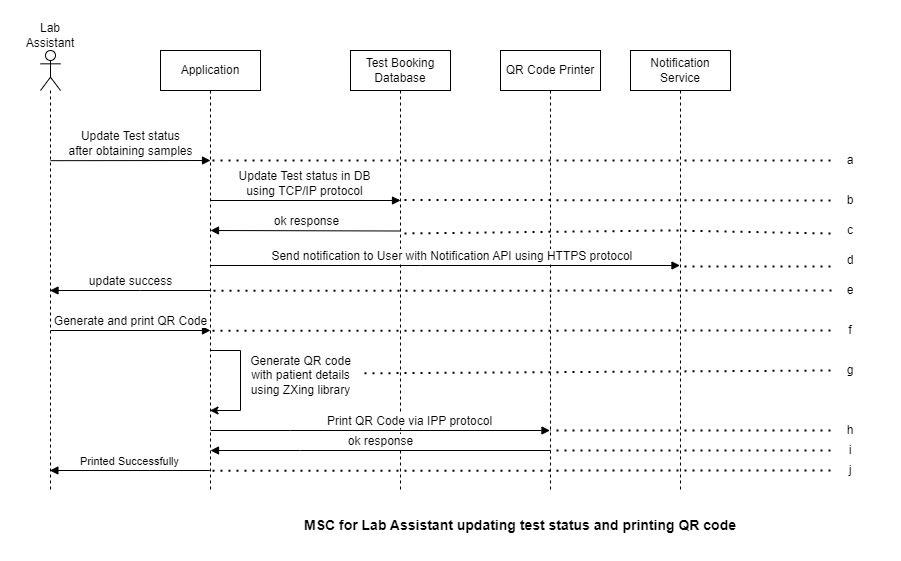 Lab
Assistant
Application
Test Booking
Database
QR Code Printer
Notification
Service
Update Test status
after obtaining samples
a
Update Test status in DB
using TCP/IP protocol
b
ok response
c
Send notification to User with Notification API using HTTPS protocol
d
update success
e
Generate and print QR Code
f
Generate QR code
with patient details
using ZXing library
g
Print QR Code via IPP protocol
h
ok response
i
Printed Successfully
j
MSC for Lab Assistant updating test status and printing QR code